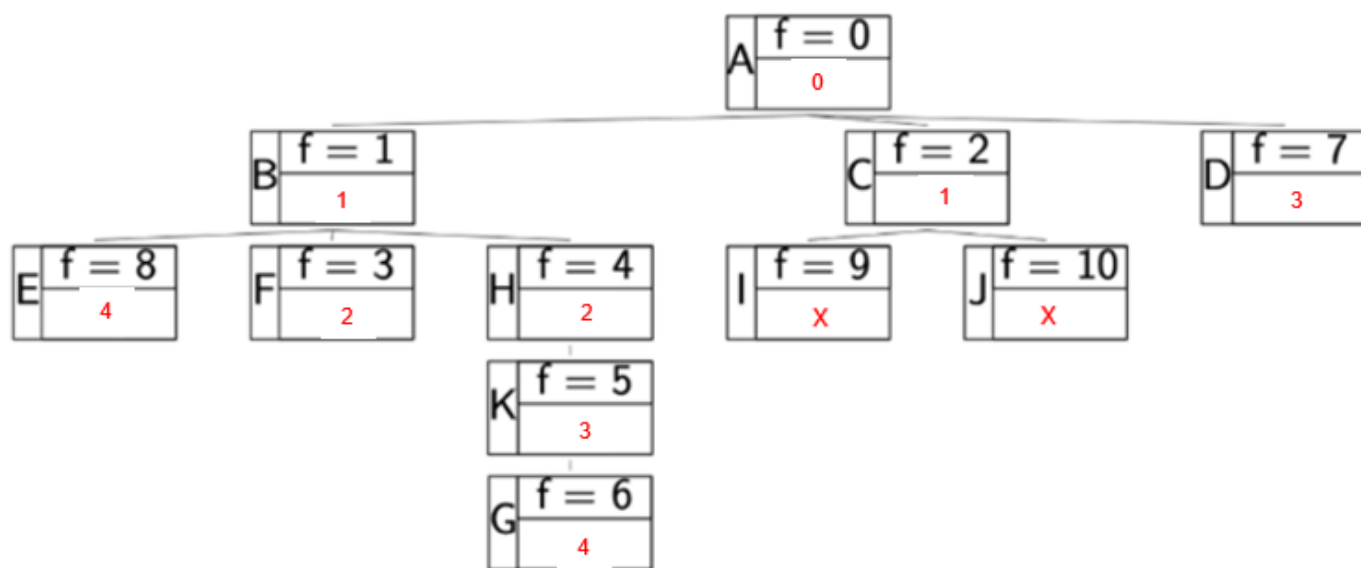 A f = 0
0
B f = 1
1
C f = 2
1
D f = 7
3
E f = 8
4
F f = 3
2
H f = 4
2
I f = 9
X
J f = 10
X
K f = 5
3
G f = 6
4